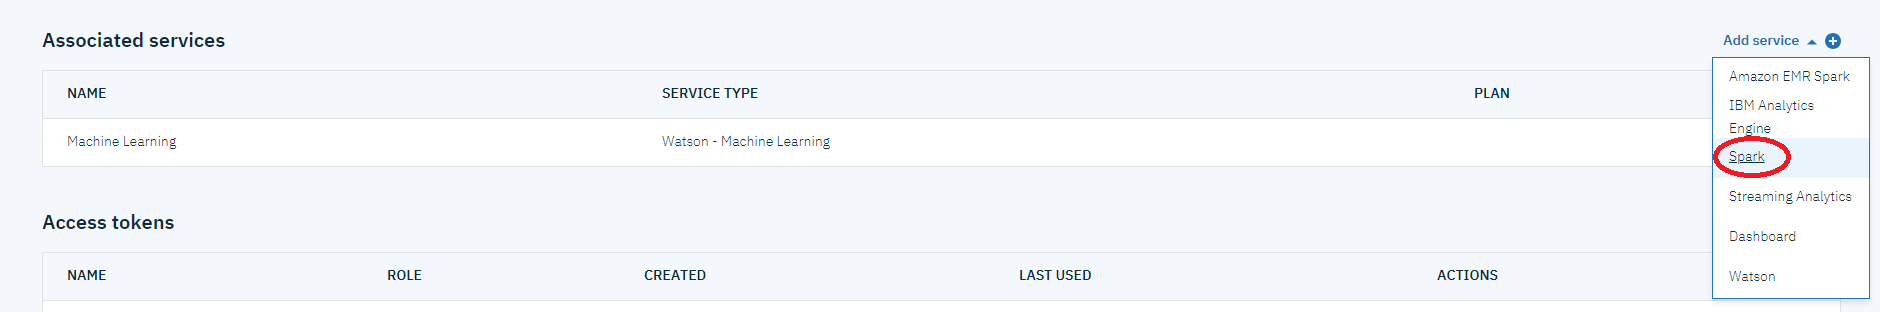 Associated services
Add service
NAME SERVICE TYPE PLAN
Machine Learning Watson - Machine Learning
Amazon EMR Spark
IBM Analytics
Engine
Spark
Streaming Analytics
Dashboard
Watson
Access tokens
NAME ROLE CREATED LAST USED ACTIONS